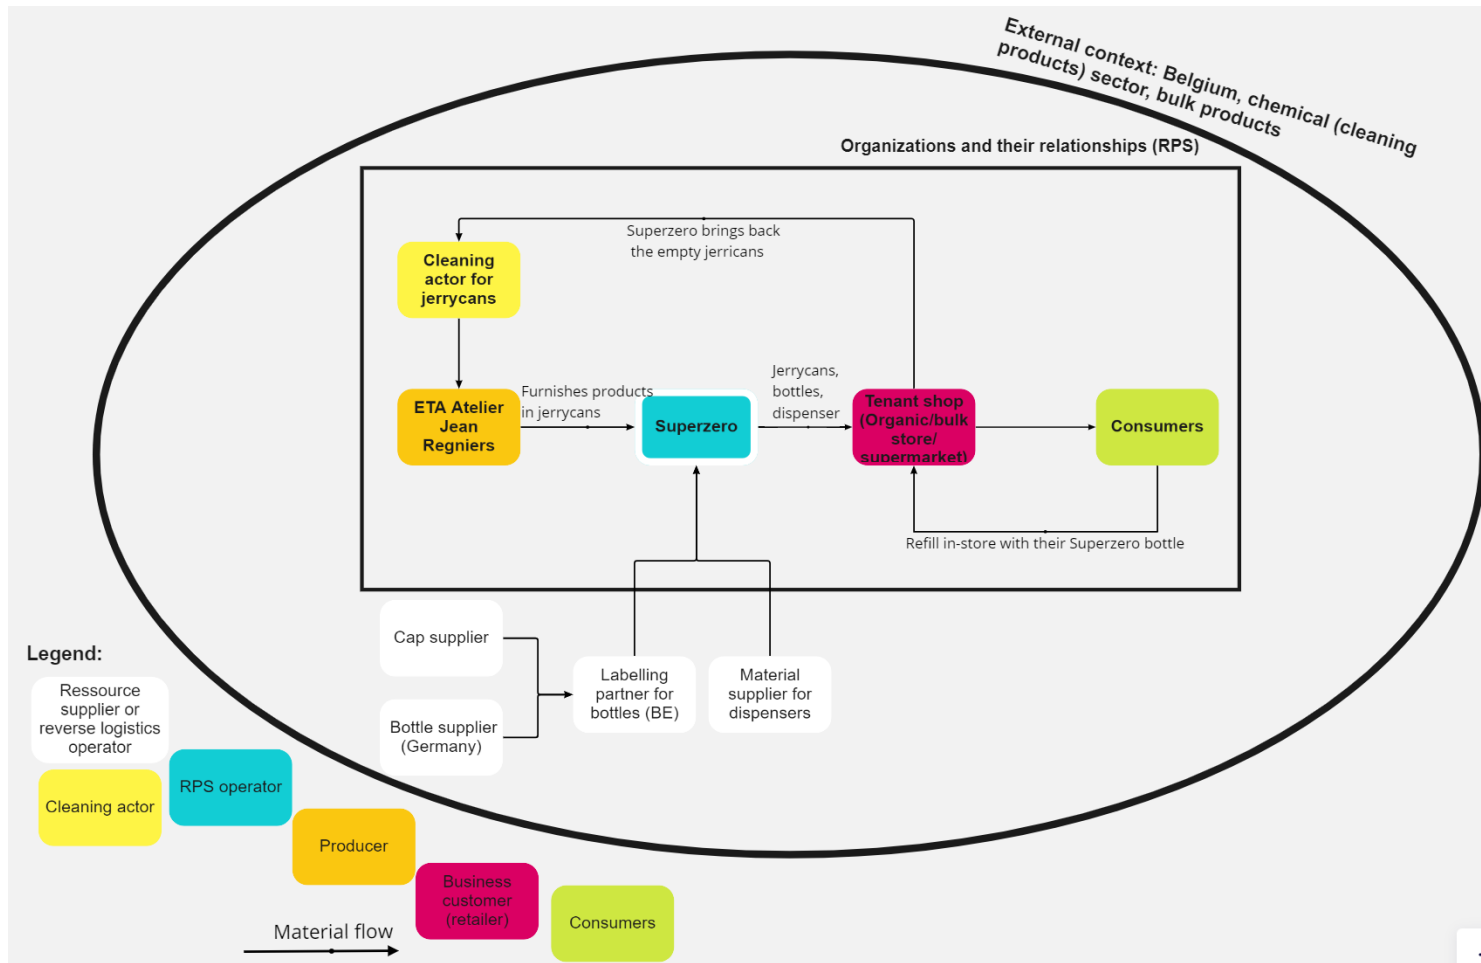 External context: Belgium, chemical (cleaning
products) sector, bulk products
Organizations and their relationships (RPS)
Superzero brings back
the empty jerricans
Cleaning
actor for
jerrycans
ETA Atelier
Jean
Regniers
Furnishes products
in jerrycans
Superzero
Jerrycans,
bottles,
dispenser
Tenant shop
(Organic/bulk
store/
supermarket)
Consumers
Refill in-store with their Superzero bottle
Cap supplier
Bottle supplier
(Germany)
Labelling
partner for
bottles (BE)
Material
supplier for
dispensers
Legend:
Ressource
supplier or
reverse logistics
operator
Cleaning actor
RPS operator
Producer
Business
customer
(retailer)
Consumers
Material flow